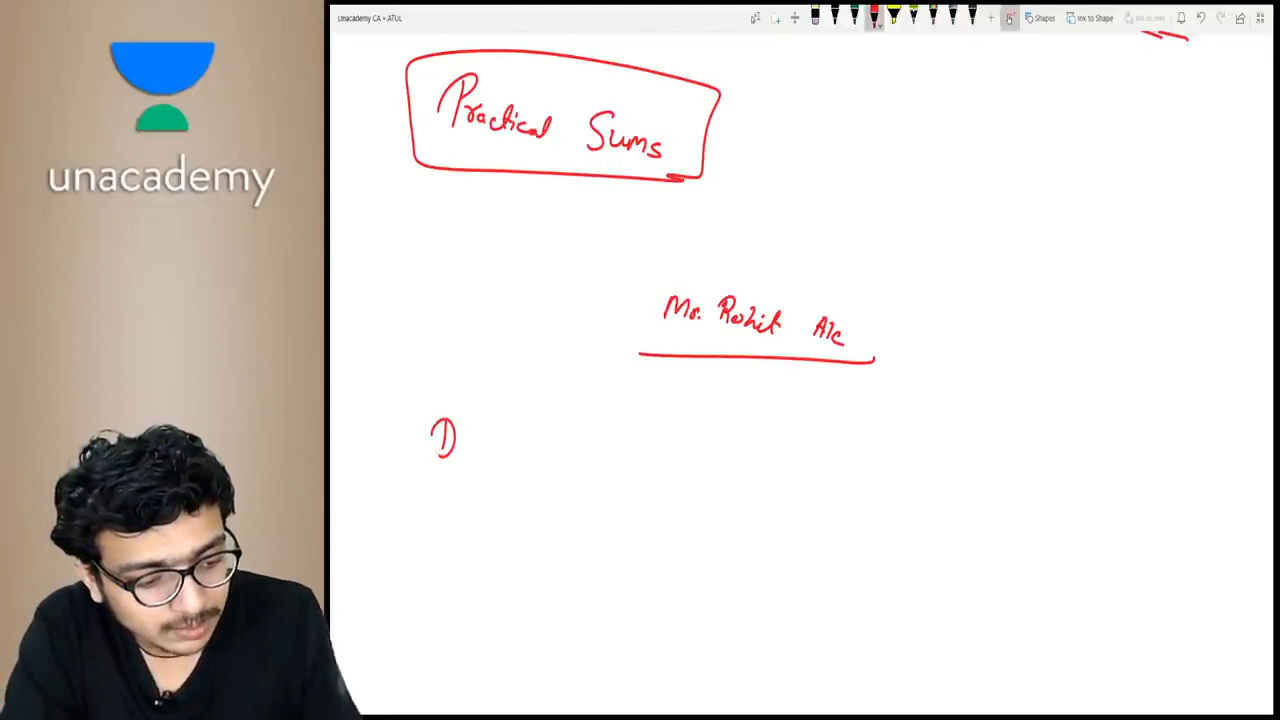 Unacademy CA > ATUL
Shapes
Ink to Shape
unacademy
Practical Sums
Mr. Rohit A/c
D